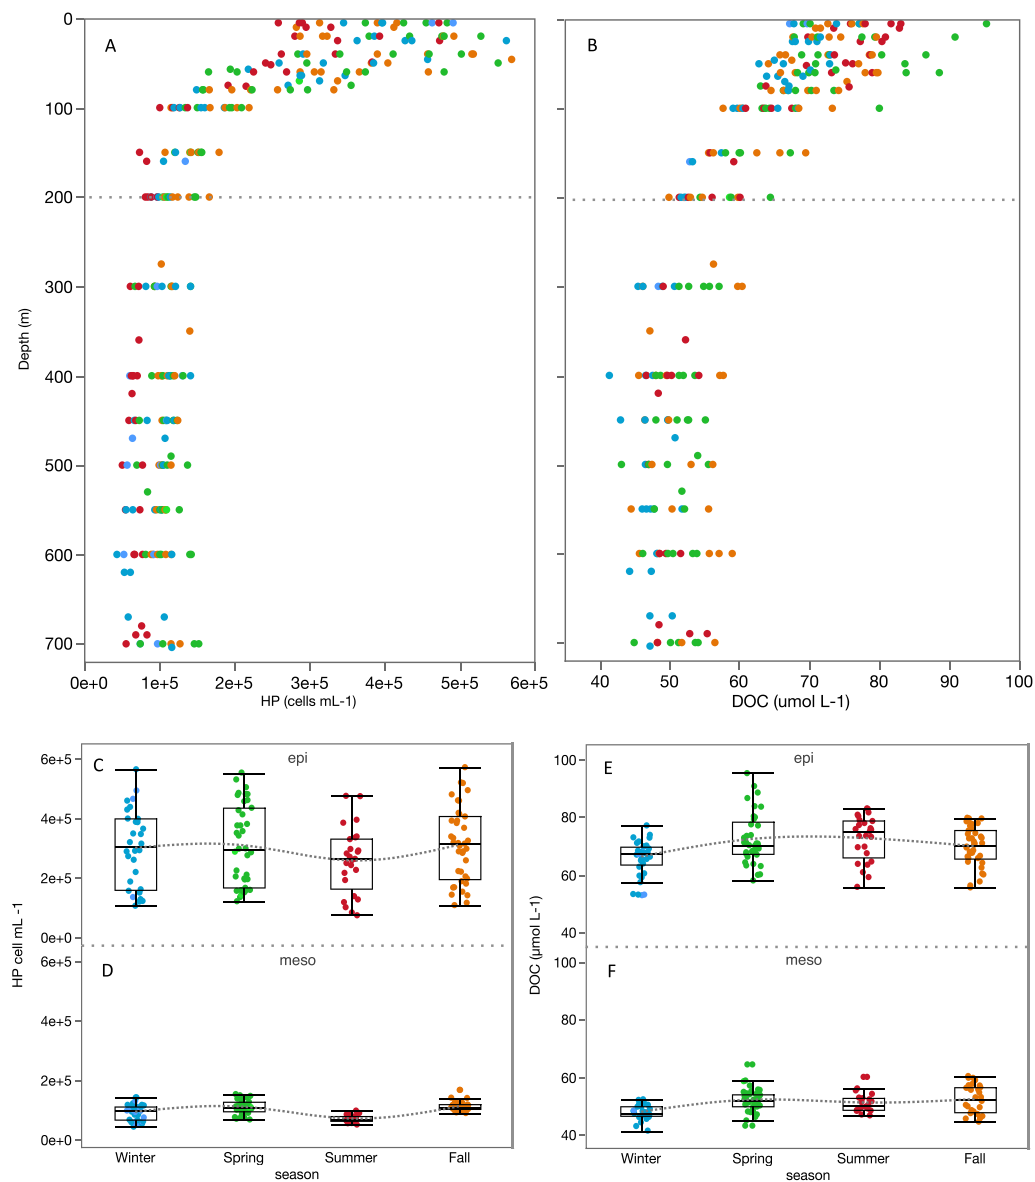 A
B
0
100
200
300
400
500
600
700
Depth (m)
0e+0 1e+5 2e+5 3e+5 4e+5 5e+5 6e+5
HP (cells mL-1)
40 50 60 70 80 90 100
DOC (umol L-1)
C epi
6e+5
4e+5
2e+5
0e+0
D meso
6e+5
4e+5
2e+5
0e+0
HP cell mL -1
Winter Spring Summer Fall
season
E epi
100
80
60
40
F meso
100
80
60
40
DOC (µmol L-1)
Winter Spring Summer Fall
season